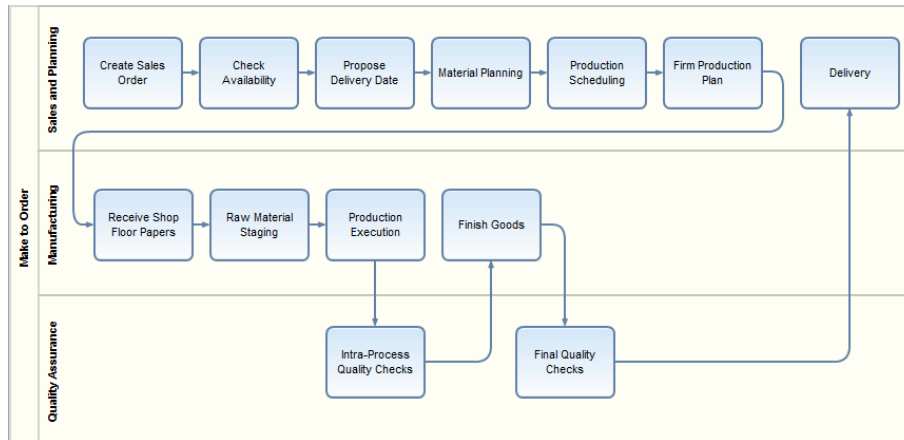 Make to Order
Sales and Planning
Create Sales
Order
Check
Availability
Propose
Delivery Date
Material Planning
Production
Scheduling
Firm Production
Plan
Delivery
Manufacturing
Receive Shop
Floor Papers
Raw Material
Staging
Production
Execution
Finish Goods
Quality Assurance
Intra-Process
Quality Checks
Final Quality
Checks